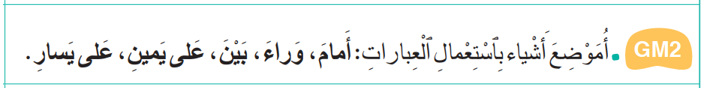 GM2 • أُمَوْضِعَ أَشْياء بِٱسْتِعْمالِ ٱلْعِباراتِ: أَمامَ، وَراءَ، بَيْنَ، عَلى يَمينِ، عَلى يَسارِ.